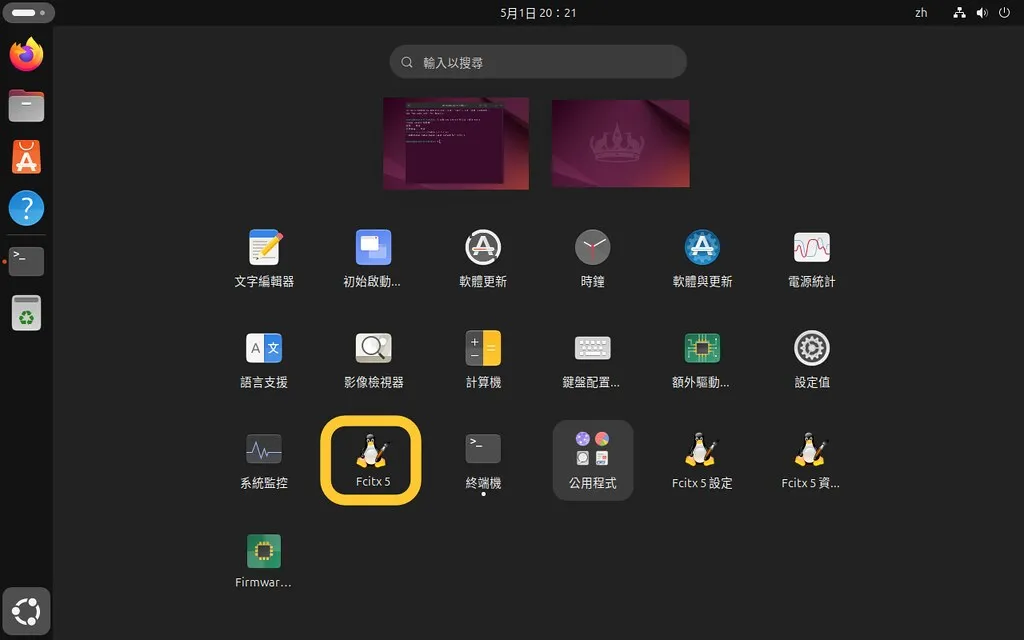 5月1日 20：21
zh
輸入以搜尋
文字編輯器
初始啟動...
軟體更新
時鐘
軟體與更新
電源統計
語言支援
影像檢視器
計算機
鍵盤配置...
額外驅動...
設定值
系統監控
Fcitx 5
終端機
公用程式
Fcitx 5 設定
Fcitx 5 資...
Firmwar...